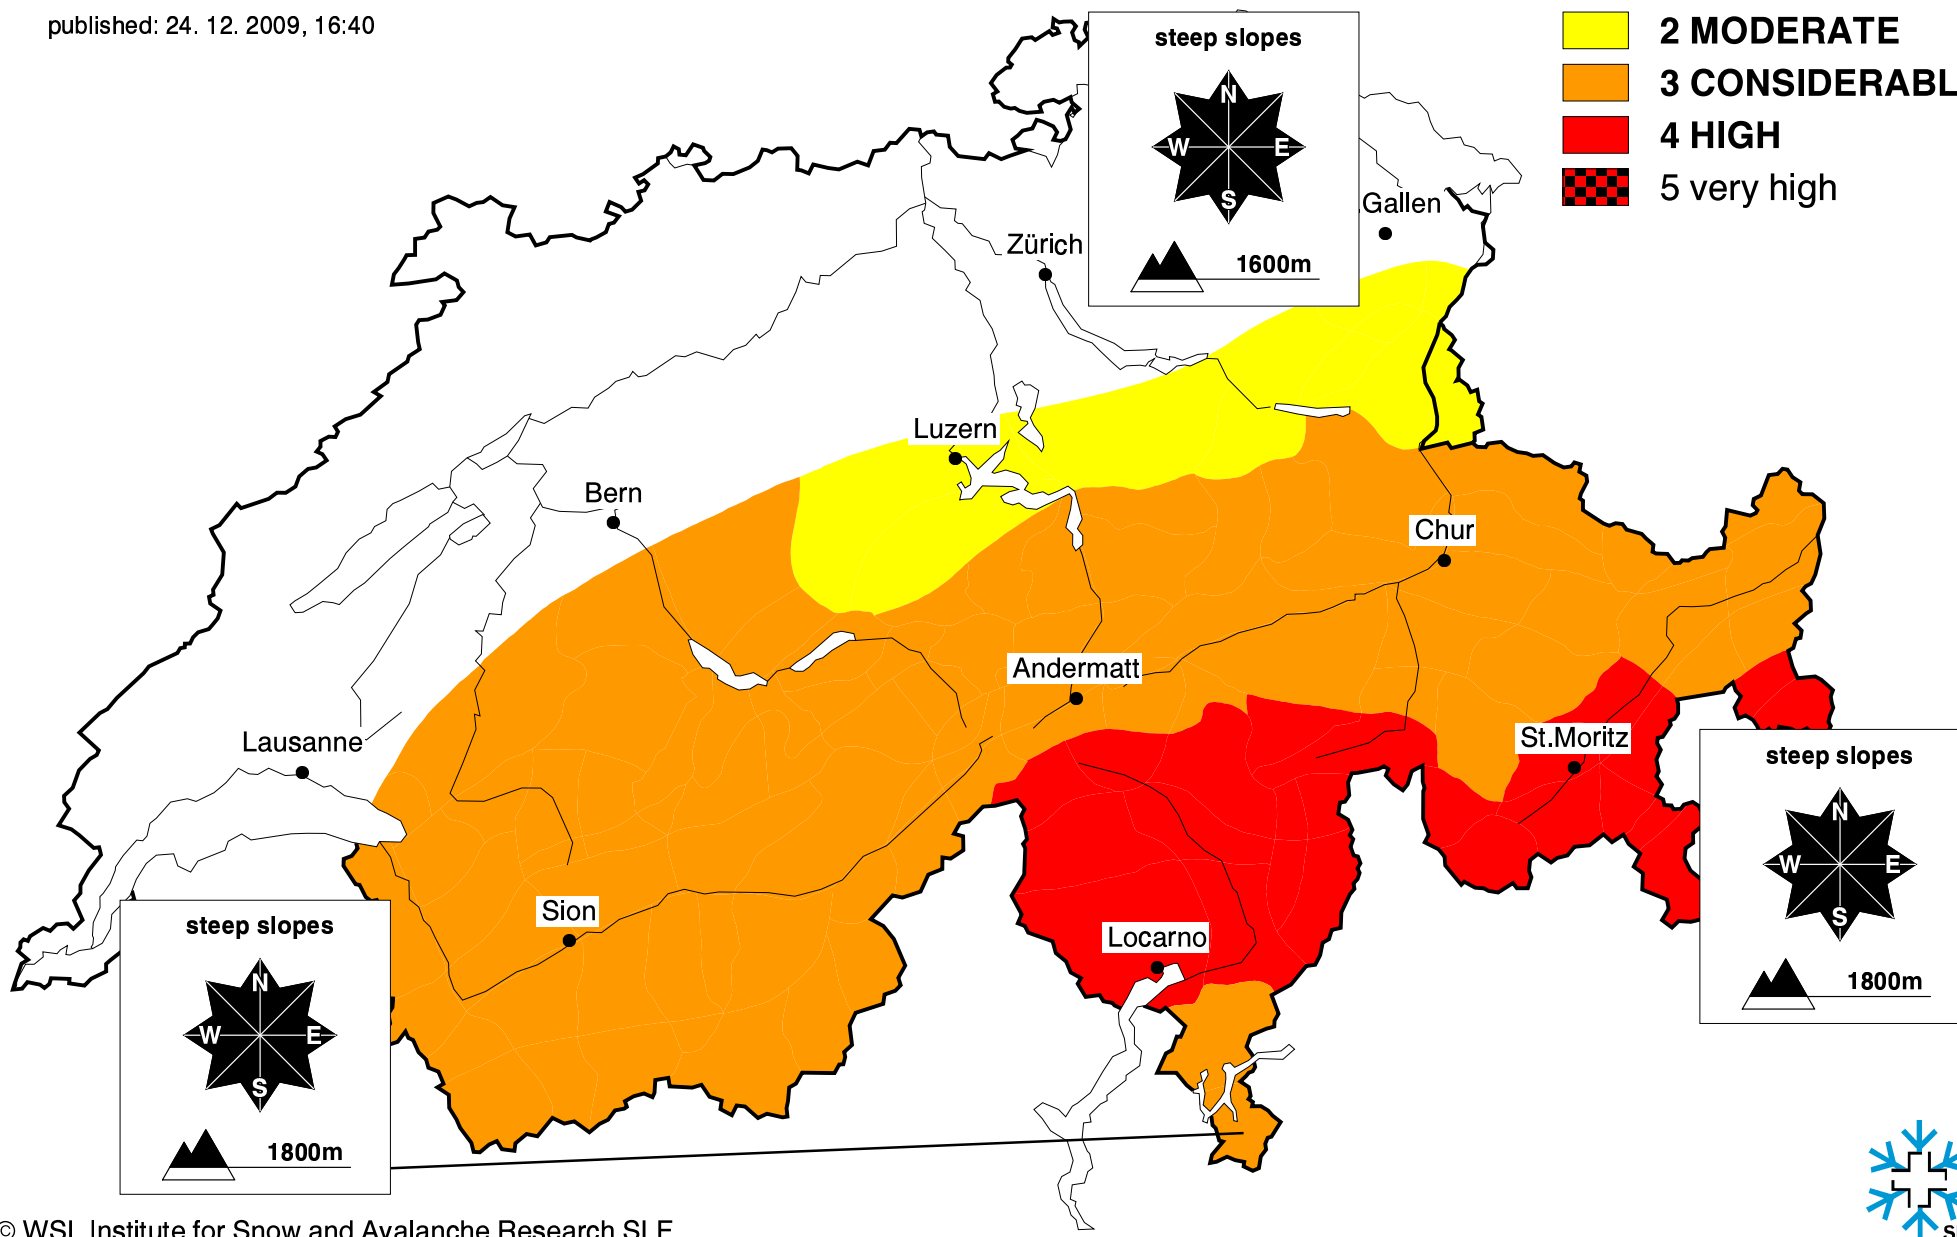 published: 24. 12. 2009, 16:40
2 MODERATE
3 CONSIDERABL
4 HIGH
5 very high
steep slopes
N
W E
S
1600m
Gallen
Zürich
Luzern
Bern
Chur
Andermatt
Lausanne
St.Moritz
steep slopes
N
W E
S
1800m
Sion
Locarno
steep slopes
N
W E
S
1800m
© WSL Institute for Snow and Avalanche Research SLF